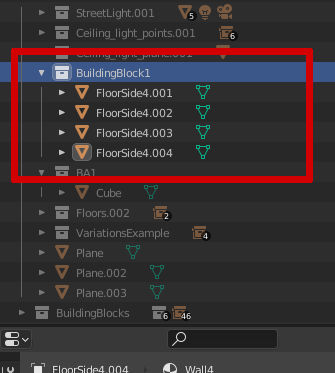 StreetLight.001 5
Ceiling_light_points.001 6
Ceiling_light_plane.001
BuildingBlock1
FloorSide4.001
FloorSide4.002
FloorSide4.003
FloorSide4.004
BA1
Cube
Floors.002 2
VariationsExample 4
Plane
Plane.002
Plane.003
BuildingBlocks 6 46
FloorSide4.004 Wall4